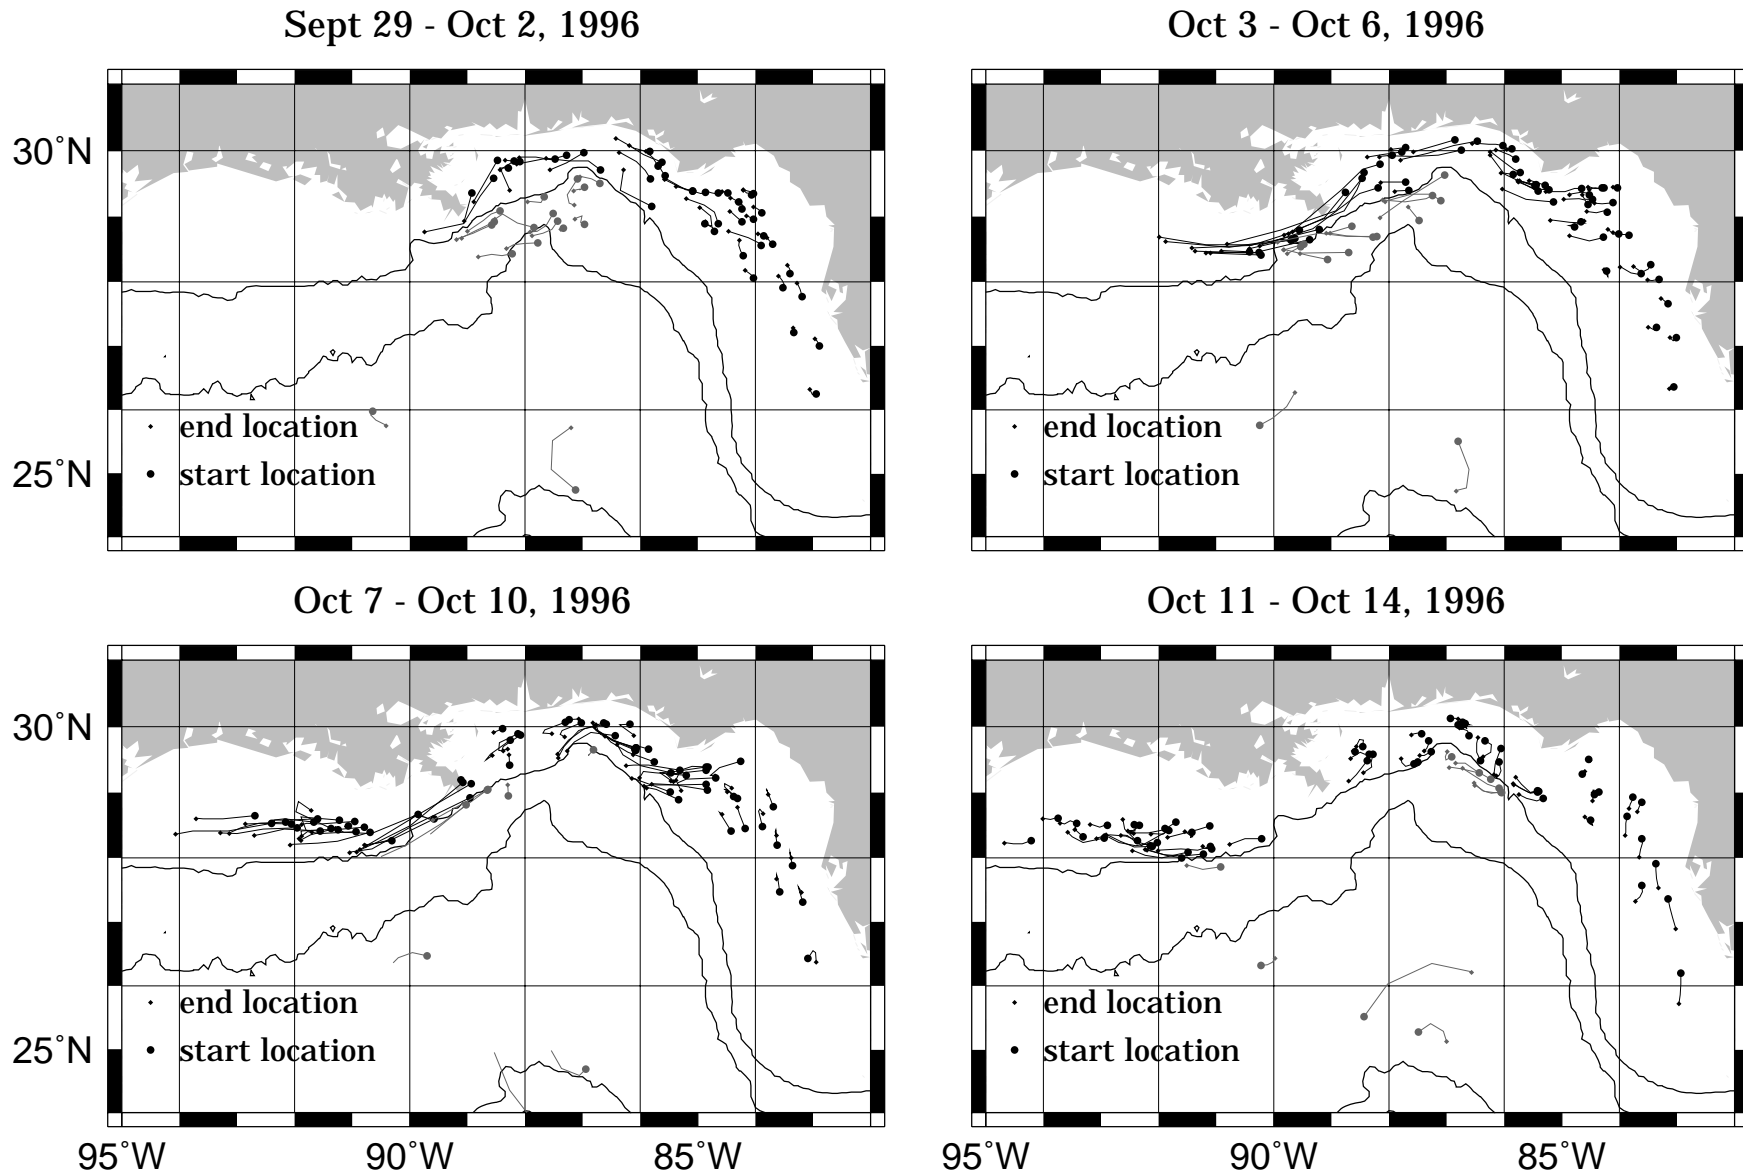 Sept 29 - Oct 2, 1996
Oct 3 - Oct 6, 1996
30°N
end location
start location
25°N
end location
start location
Oct 7 - Oct 10, 1996
Oct 11 - Oct 14, 1996
30°N
end location
start location
25°N
end location
start location
95°W
90°W
85°W
95°W
90°W
85°W